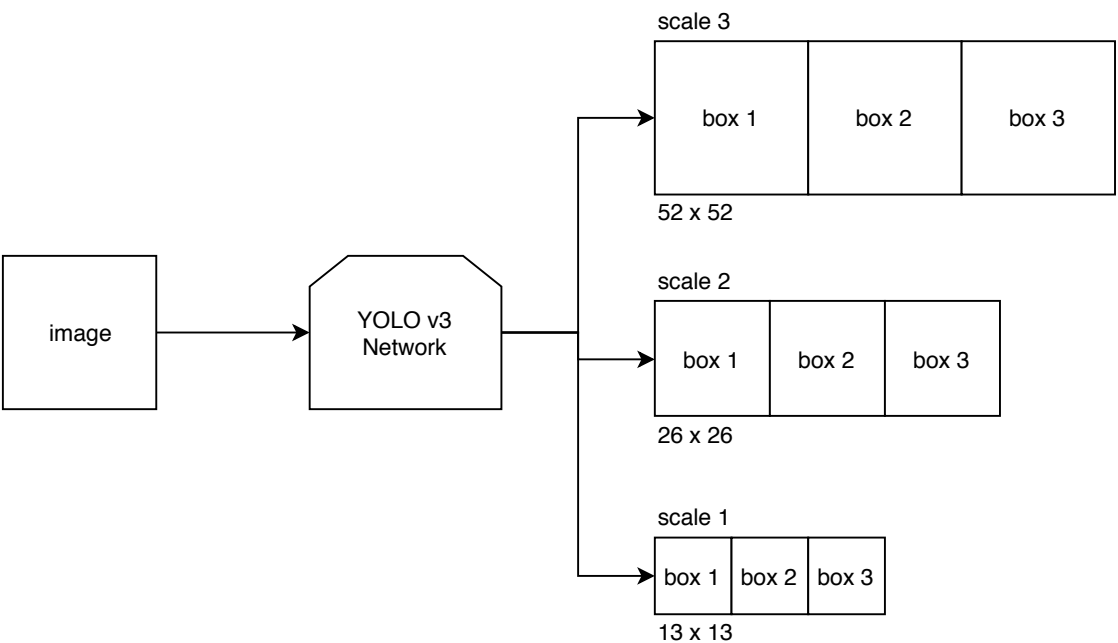 scale 3
box 1
box 2
box 3
52 x 52
image
YOLO v3
Network
scale 2
box 1
box 2
box 3
26 x 26
scale 1
box 1
box 2
box 3
13 x 13